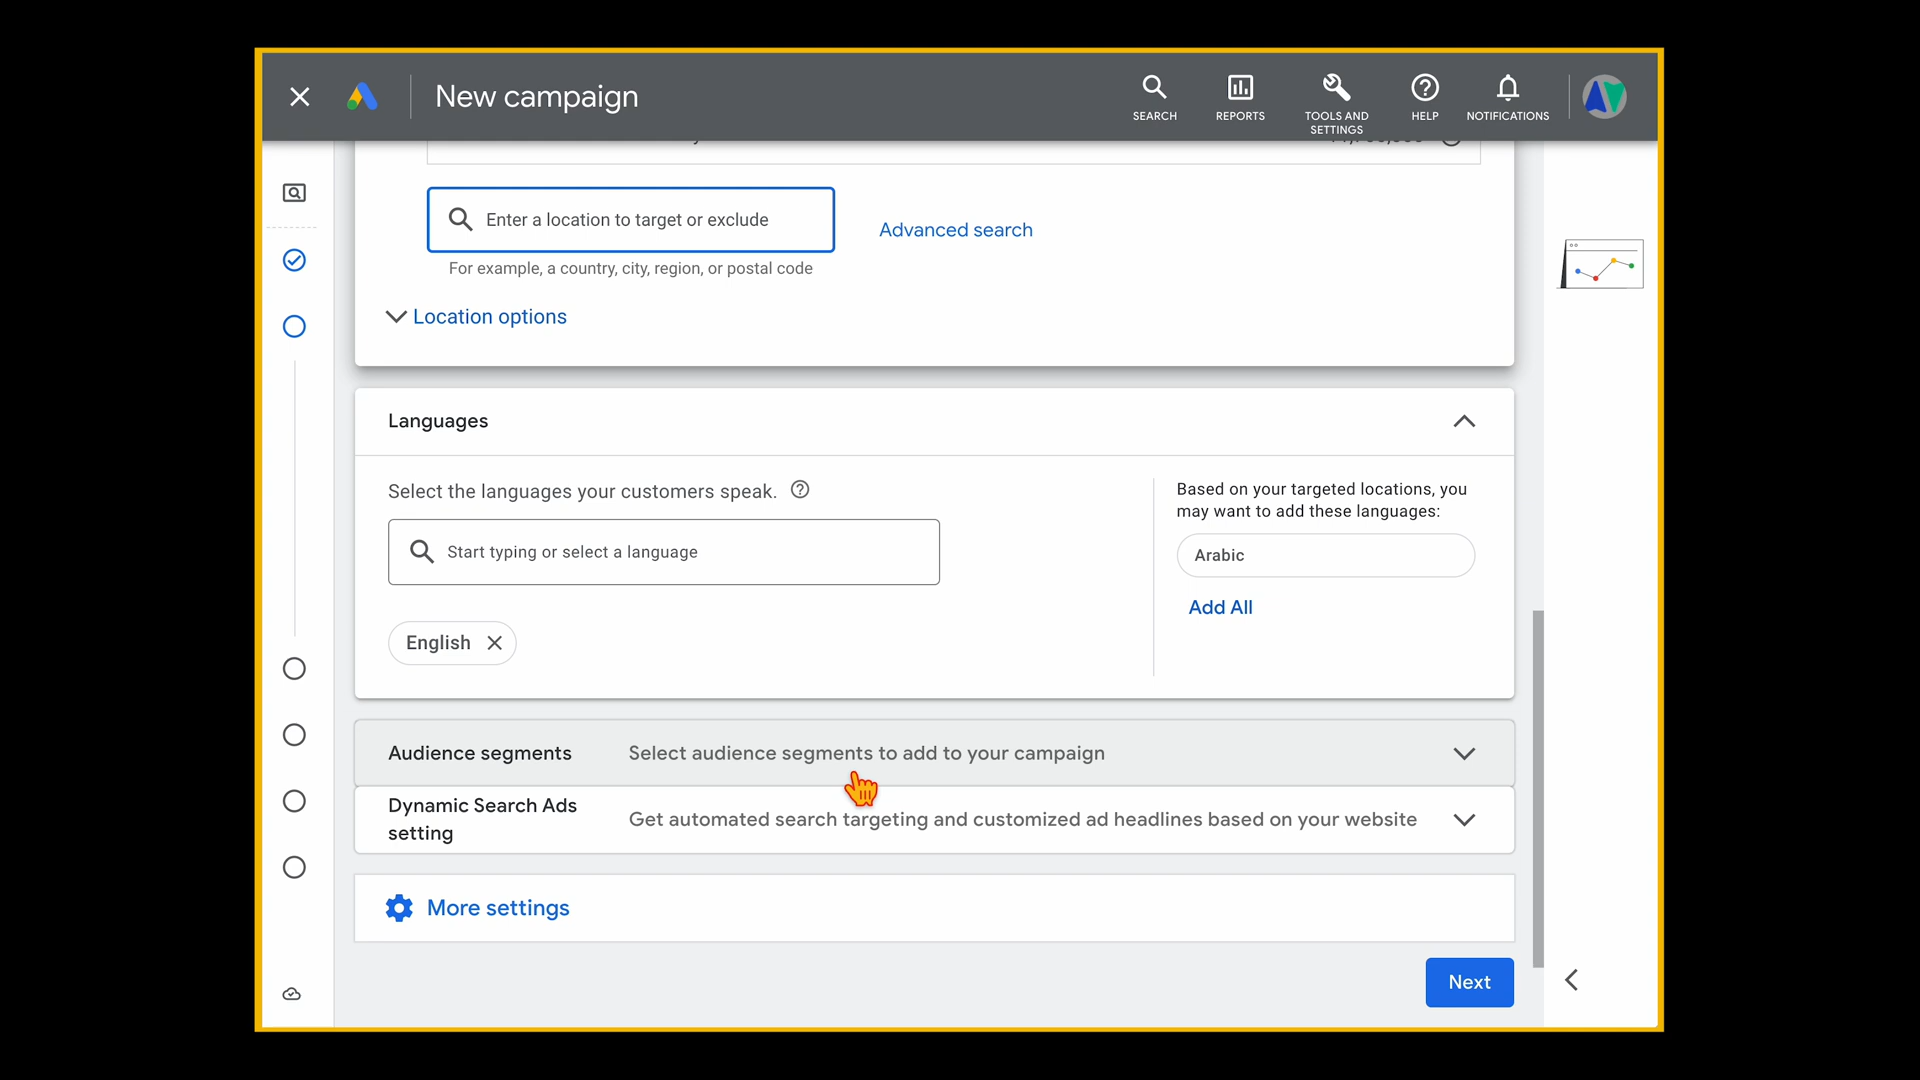 New campaign
SEARCH
REPORTS
TOOLS AND
SETTINGS
HELP
NOTIFICATIONS
Enter a location to target or exclude
Advanced search
For example, a country, city, region, or postal code
Location options
Languages
Select the languages your customers speak.
Start typing or select a language
English
Based on your targeted locations, you
may want to add these languages:
Arabic
Add All
Audience segments
Select audience segments to add to your campaign
Dynamic Search Ads
setting
Get automated search targeting and customized ad headlines based on your website
More settings
Next